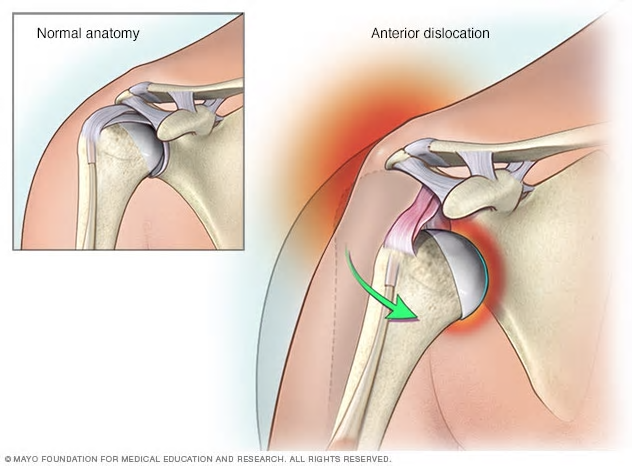 Normal anatomy
Anterior dislocation
© MAYO FOUNDATION FOR MEDICAL EDUCATION AND RESEARCH. ALL RIGHTS RESERVED.